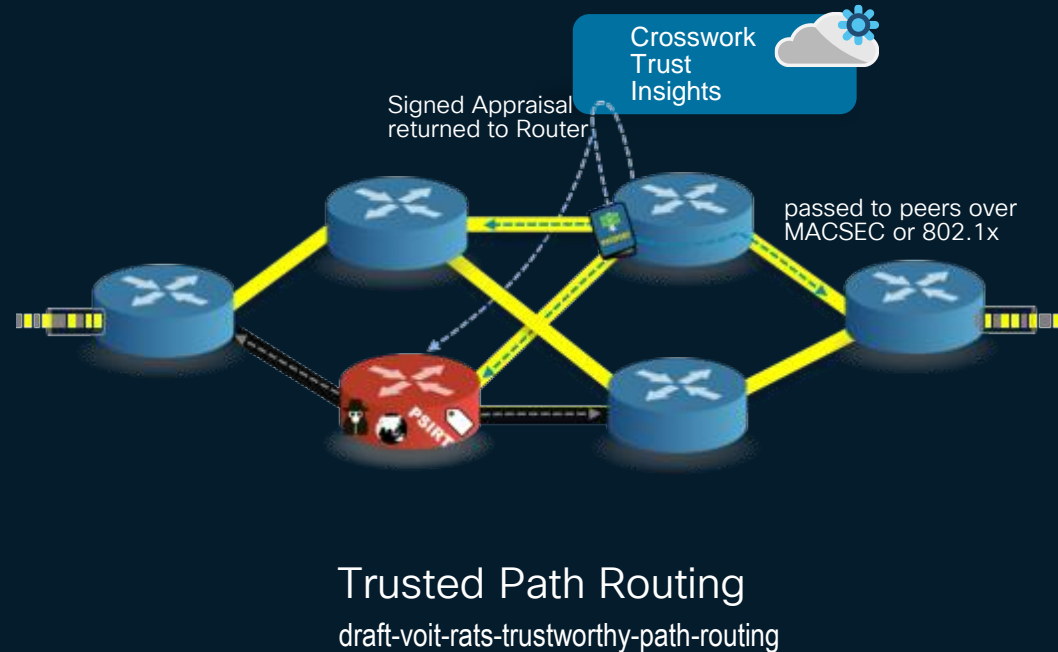 Crosswork
Trust
Insights
Signed Appraisal
returned to Router
passed to peers over
MACSEC or 802.1x
PASSPORT
PSIRT
Trusted Path Routing
draft-voit-rats-trustworthy-path-routing